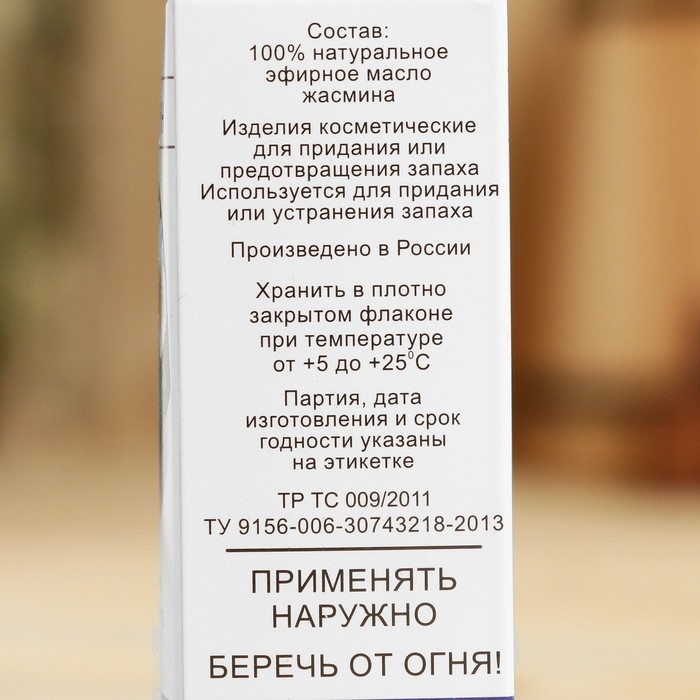 Состав:
100% натуральное
эфирное масло
жасмина
Изделия косметические
для придания или
предотвращения запаха
Используется для придания
или устранения запаха
Произведено в России
Хранить в плотно
закрытом флаконе
при температуре
от +5 до +25⁰С
Партия, дата
изготовления и срок
годности указаны
на этикетке
ТР ТС 009/2011
ТУ 9156-006-30743218-2013
ПРИМЕНЯТЬ
НАРУЖНО
БЕРЕЧЬ ОТ ОГНЯ!